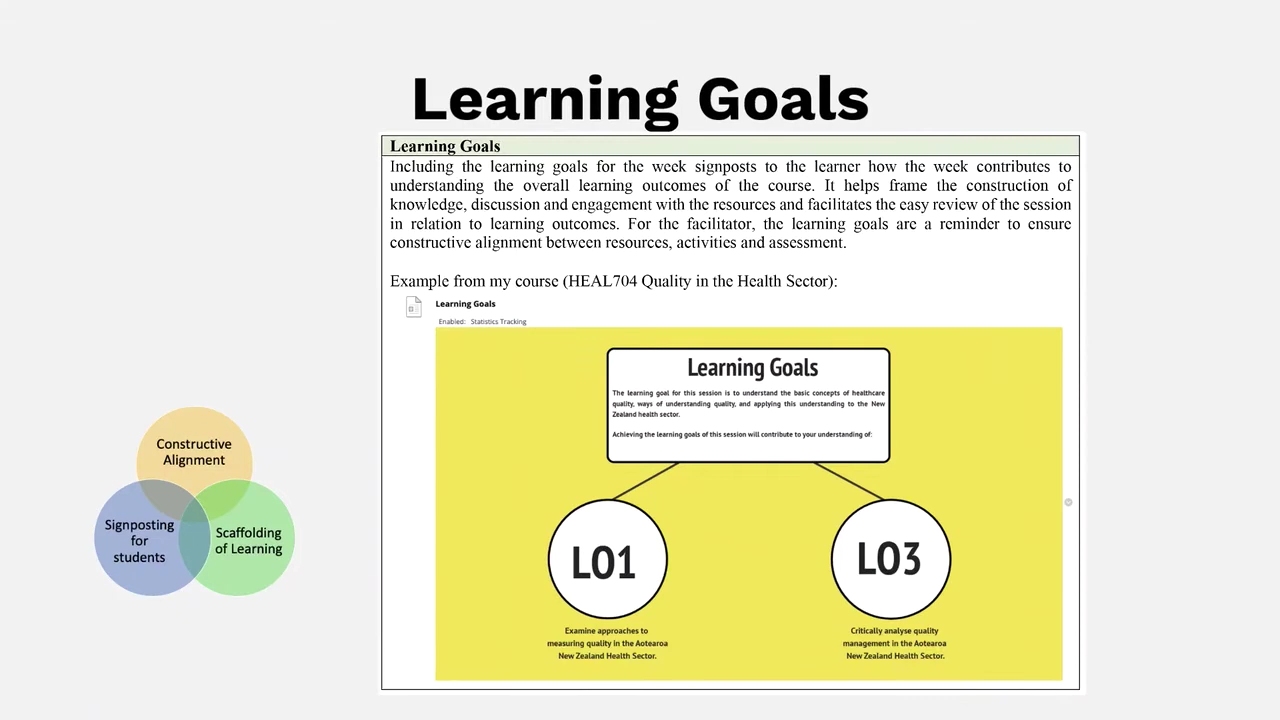 Learning Goals
Learning Goals
Including the learning goals for the week signposts to the learner how the week contributes to
understanding the overall learning outcomes of the course. It helps frame the construction of
knowledge, discussion and engagement with the resources and facilitates the easy review of the session
in relation to learning outcomes. For the facilitator, the learning goals are a reminder to ensure
constructive alignment between resources, activities and assessment.
Example from my course (HEAL704 Quality in the Health Sector):
Learning Goals
Enabled: Statistics Tracking
Learning Goals
The learning goal for this session is to understand the basic concepts of healthcare
quality, ways of understanding quality, and applying this understanding to the New
Zealand health sector.
Achieving the learning goals of this session will contribute to your understanding of:
LO1
Examine approaches to
measuring quality in the Aotearoa
New Zealand Health Sector.
LO3
Critically analyse quality
management in the Aotearoa
New Zealand Health Sector.
Constructive
Alignment
Signposting
for
students
Scaffolding
of Learning